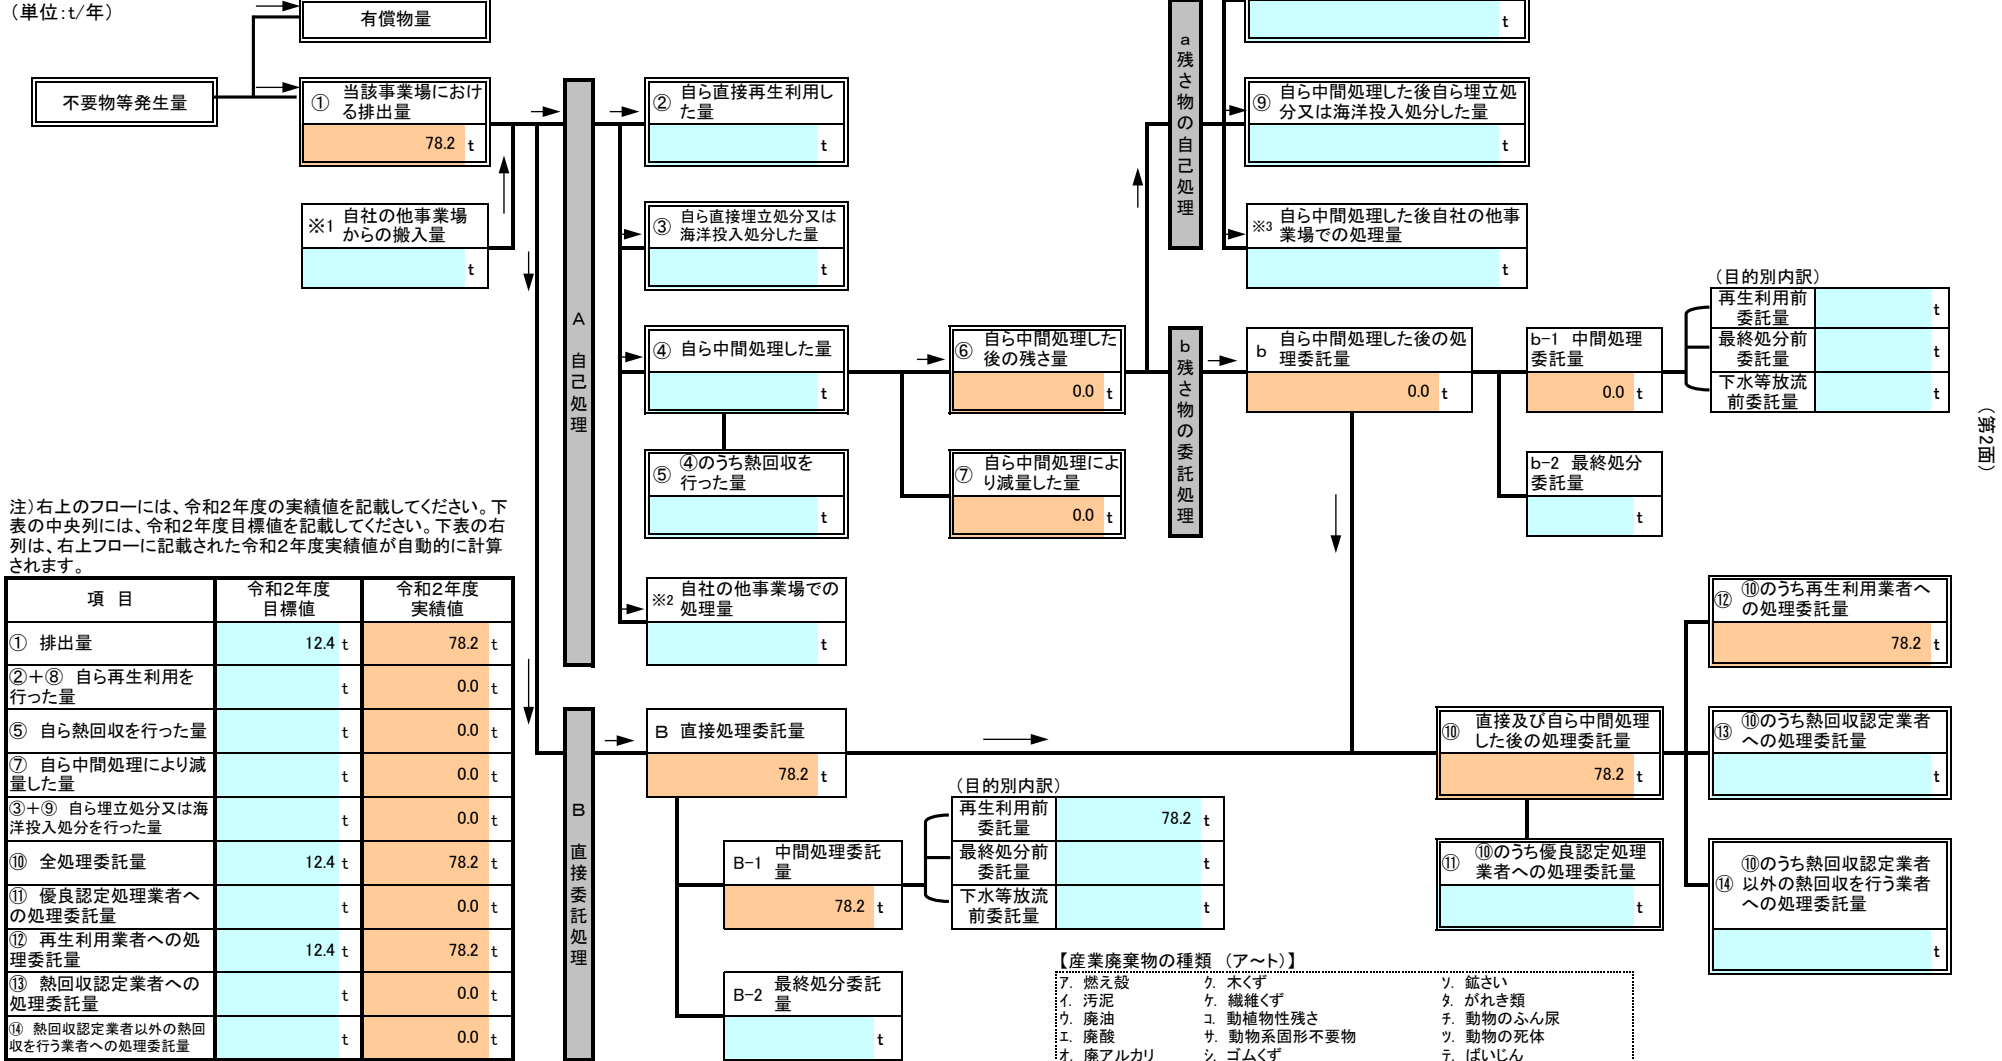 （単位：t/年）
有償物量
不要物等発生量
① 当該事業場におけ
る排出量
78.2 t
※1 自社の他事業場
からの搬入量
t
A
自己処理
② 自ら直接再生利用し
た量
t
③ 自ら直接埋立処分又は
海洋投入処分した量
t
④ 自ら中間処理した量
t
⑤ ④のうち熱回収を
行った量
t
※2 自社の他事業場での
処理量
t
⑥ 自ら中間処理した
後の残さ量
0.0 t
⑦ 自ら中間処理によ
り減量した量
0.0 t
a
残さ物の自己処理
t
⑨ 自ら中間処理した後自ら埋立処
分又は海洋投入処分した量
t
※3 自ら中間処理した後自社の他事
業場での処理量
t
b
残さ物の委託処理
b 自ら中間処理した後の処
理委託量
0.0 t
b-1 中間処理
委託量
0.0 t
b-2 最終処分
委託量
t
（目的別内訳）
再生利用前
委託量
t
最終処分前
委託量
t
下水等放流
前委託量
t
（第2面）
注）右上のフローには、令和2年度の実績値を記載してください。下
表の中央列には、令和2年度目標値を記載してください。下表の右
列は、右上フローに記載された令和2年度実績値が自動的に計算
されます。
項 目 令和2年度 目標値 令和2年度 実績値
① 排出量 12.4 t 78.2 t
②＋⑧ 自ら再生利用を
行った量 t 0.0 t
⑤ 自ら熱回収を行った量 t 0.0 t
⑦ 自ら中間処理により減
量した量 t 0.0 t
③＋⑨ 自ら埋立処分又は海
洋投入処分を行った量 t 0.0 t
⑩ 全処理委託量 12.4 t 78.2 t
⑪ 優良認定処理業者へ
の処理委託量 t 0.0 t
⑫ 再生利用業者への処
理委託量 12.4 t 78.2 t
⑬ 熱回収認定業者への
処理委託量 t 0.0 t
⑭ 熱回収認定業者以外の熱回
収を行う業者への処理委託量 t 0.0 t
B
直接委託処理
B 直接処理委託量
78.2 t
B-1 中間処理委託
量
78.2 t
B-2 最終処分委託
量
t
（目的別内訳）
再生利用前
委託量
78.2 t
最終処分前
委託量
t
下水等放流
前委託量
t
⑩ 直接及び自ら中間処理
した後の処理委託量
78.2 t
⑪ ⑩のうち優良認定処理
業者への処理委託量
t
⑫ ⑩のうち再生利用業者へ
の処理委託量
78.2 t
⑬ ⑩のうち熱回収認定業者
への処理委託量
t
⑭ ⑩のうち熱回収認定業者
以外の熱回収を行う業者
への処理委託量
t
【産業廃棄物の種類 （ア～ト）】
ア. 燃え殻 ク. 木くず ソ. 鉱さい
イ. 汚泥 ケ. 繊維くず タ. がれき類
ウ. 廃油 コ. 動植物性残さ チ. 動物のふん尿
エ. 廃酸 サ. 動物系固形不要物 ツ. 動物の死体
オ. 廃アルカリ シ. ゴムくず テ. ばいじん